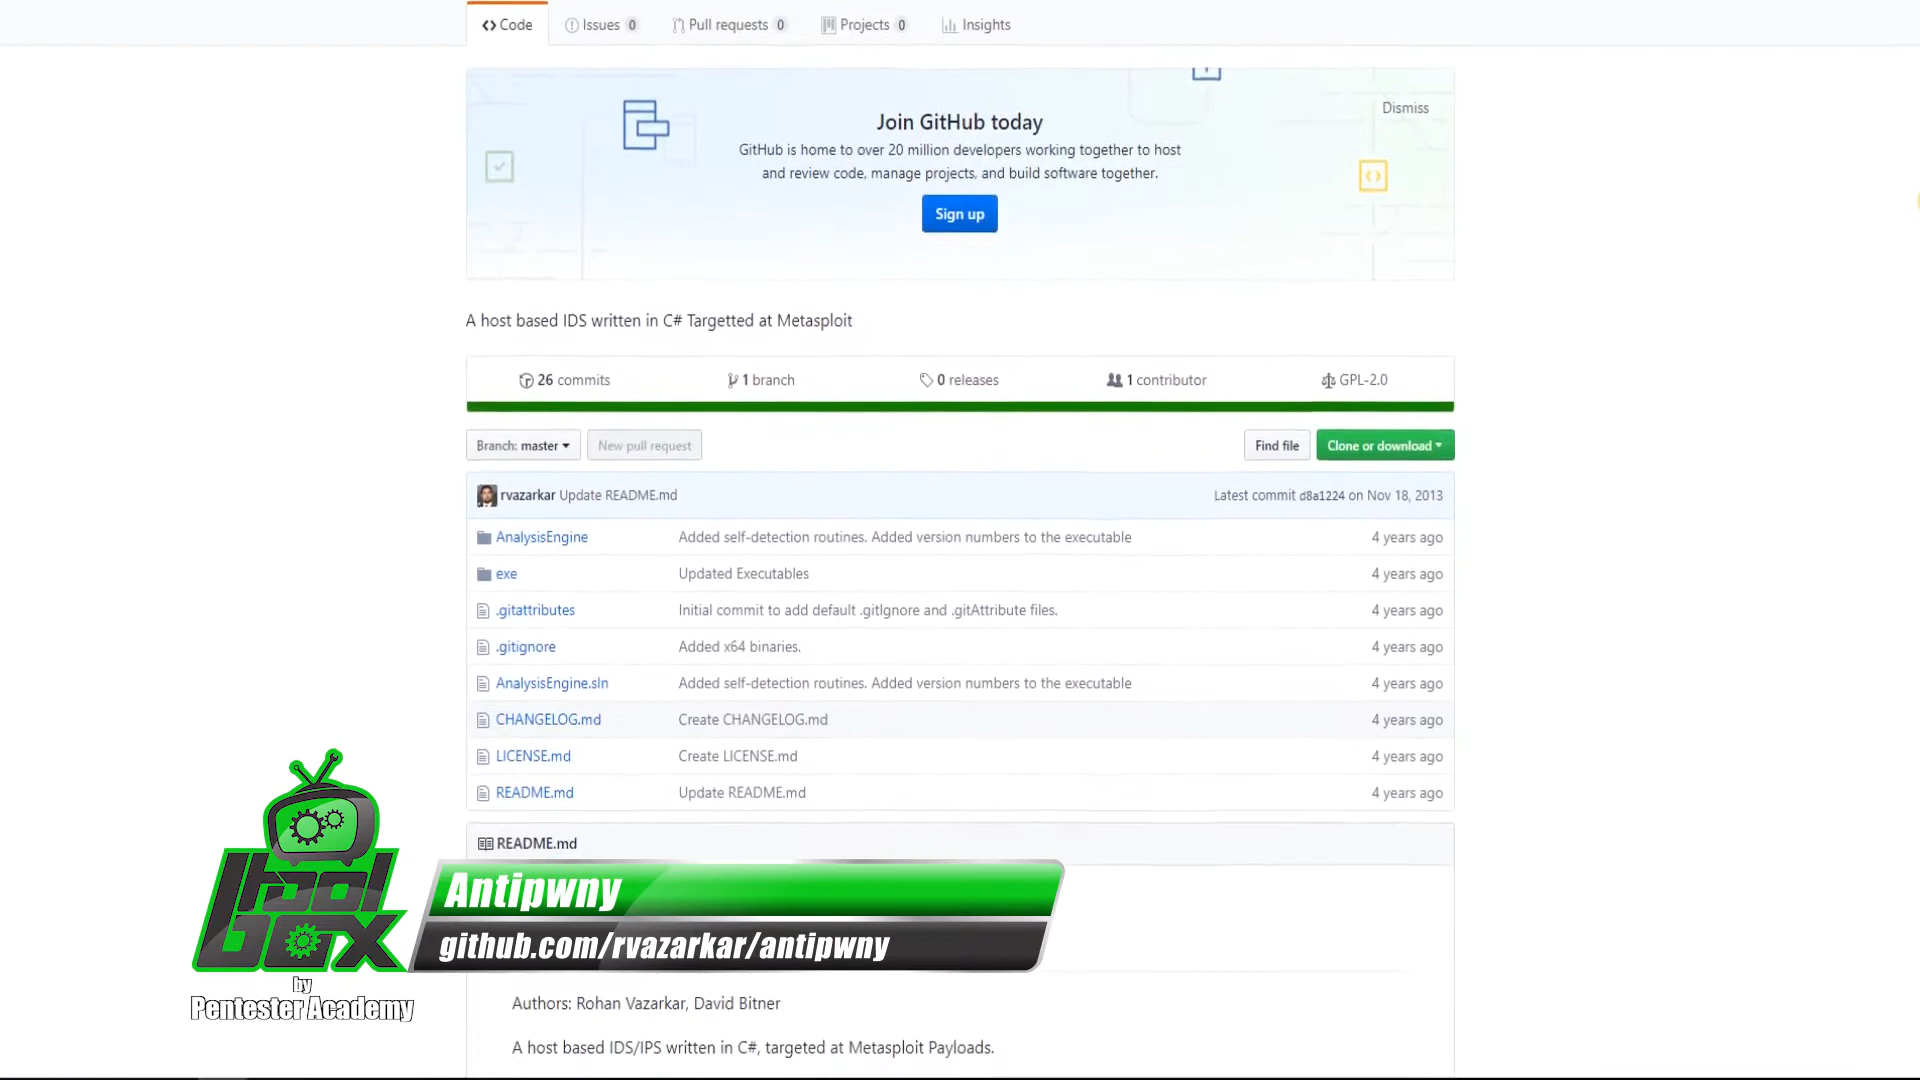 Code Issues 0 Pull requests 0 Projects 0 Insights
Join GitHub today
Dismiss
GitHub is home to over 20 million developers working together to host
and review code, manage projects, and build software together.
Sign up
A host based IDS written in C# Targetted at Metasploit
26 commits 1 branch 0 releases 1 contributor GPL-2.0
Branch: master New pull request Find file Clone or download
rvazarkar Update README.md Latest commit d8a1224 on Nov 18, 2013
AnalysisEngine Added self-detection routines. Added version numbers to the executable 4 years ago
exe Updated Executables 4 years ago
.gitattributes Initial commit to add default .gitIgnore and .gitAttribute files. 4 years ago
.gitignore Added x64 binaries. 4 years ago
AnalysisEngine.sln Added self-detection routines. Added version numbers to the executable 4 years ago
CHANGELOG.md Create CHANGELOG.md 4 years ago
LICENSE.md Create LICENSE.md 4 years ago
README.md Update README.md 4 years ago
README.md
Tool
Box
by
Pentester Academy
Antipwny
github.com/rvazarkar/antipwny
Authors: Rohan Vazarkar, David Bitner
A host based IDS/IPS written in C#, targeted at Metasploit Payloads.